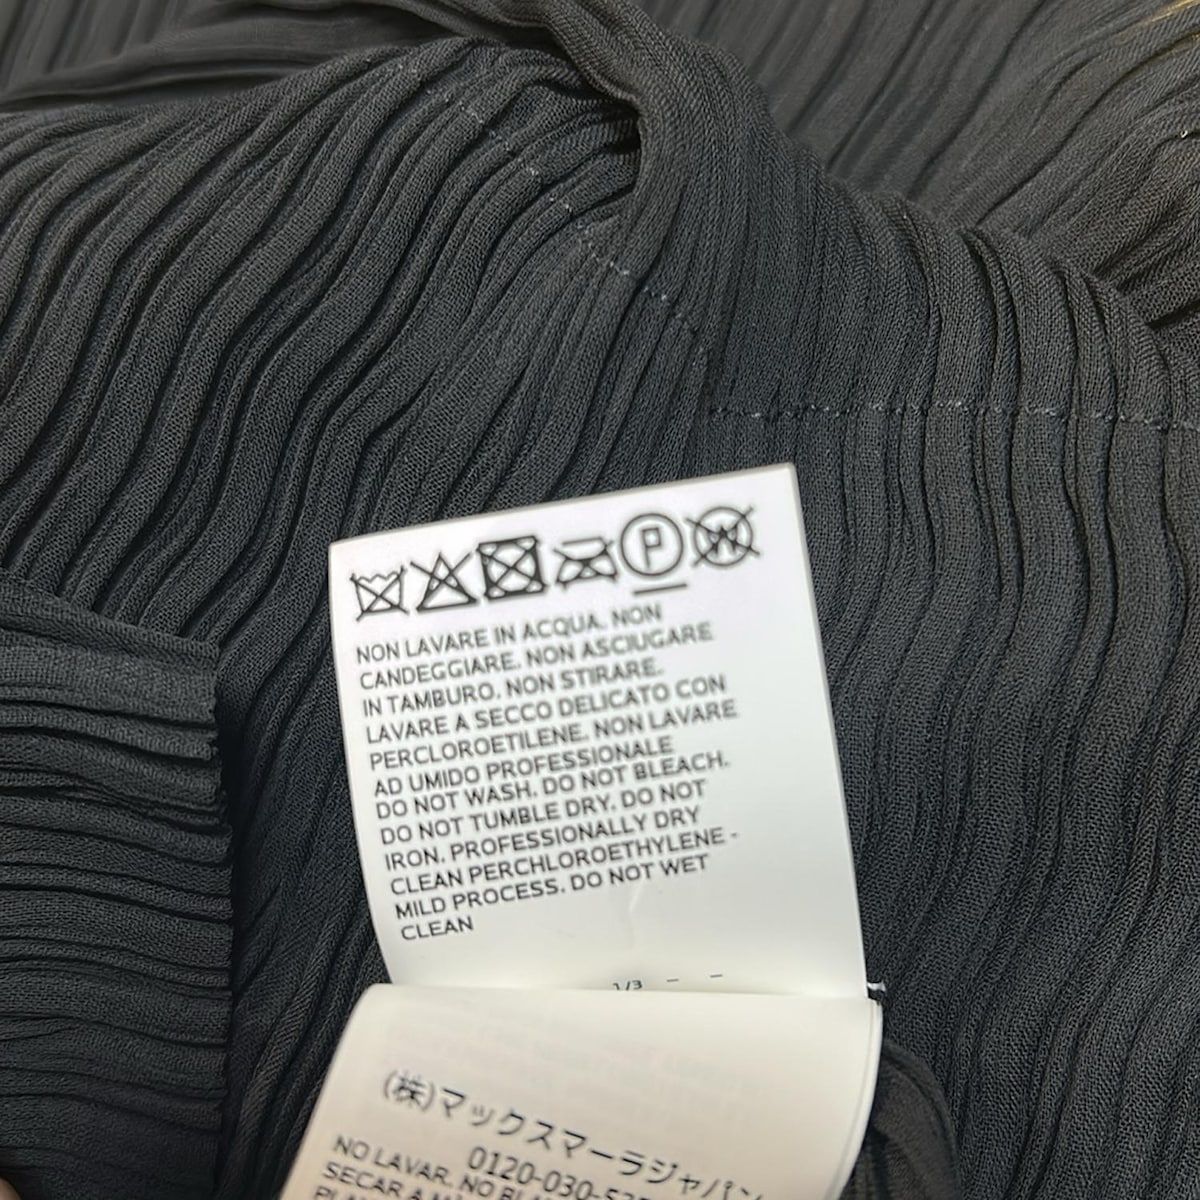 P W
NON LAVARE IN ACQUA. NON
CANDEGGIARE. NON ASCIUGARE
IN TAMBURO. NON STIRARE.
LAVARE A SECCO DELICATO CON
PERCLOROETILENE. NON LAVARE
AD UMIDO PROFESSIONALE
DO NOT WASH. DO NOT BLEACH.
DO NOT TUMBLE DRY. DO NOT
IRON. PROFESSIONALLY DRY
CLEAN PERCHLOROETHYLENE -
MILD PROCESS. DO NOT WET
CLEAN
1/3 - -
(株)マックスマーラジャパン
0120-030-535
NO LAVAR. NO
SECAR A